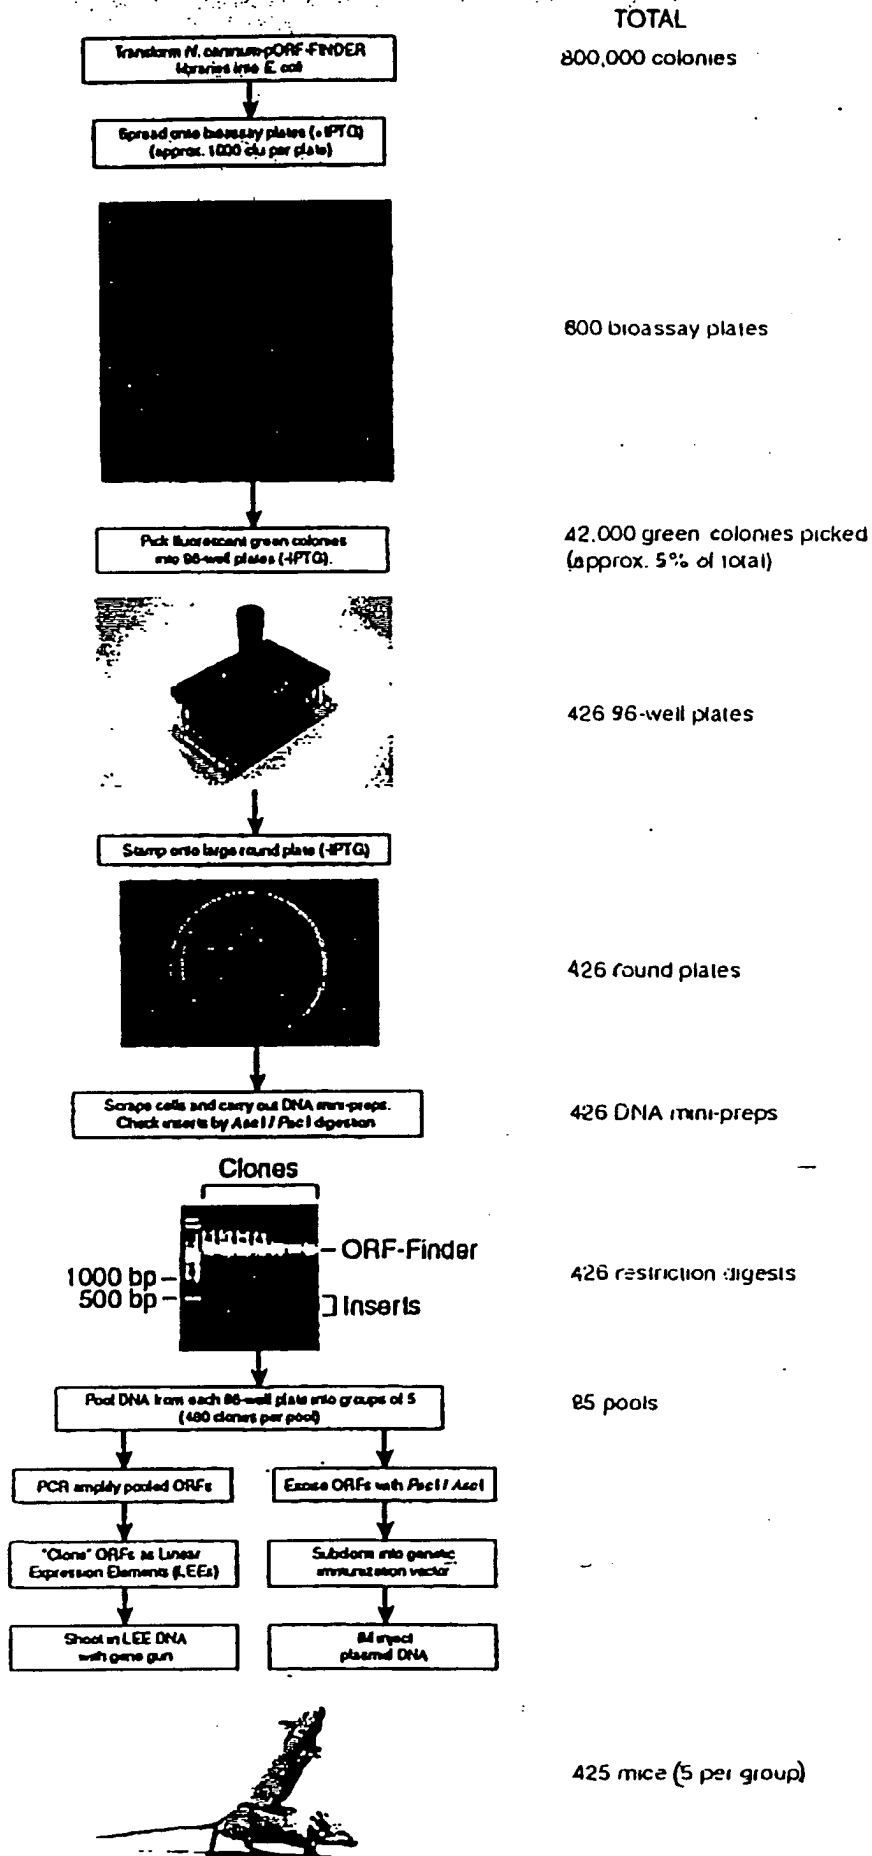 TOTAL
Transform N. caninum-pORF-FINDER
libraries into E. coli
800,000 colonies
Spread onto bioassay plates (+IPTG)
(approx. 1000 cfu per plate)
800 bioassay plates
Pick fluorescent green colonies
into 96-well plates (-IPTG).
42.000 green colonies picked
(approx. 5% of total)
426 96-well plates
Stamp onto large round plate (-IPTG)
426 round plates
Scrape cells and carry out DNA mini-preps.
Check inserts by AscI / PacI digestion
426 DNA mini-preps
Clones
ORF-Finder
1000 bp
500 bp
Inserts
426 restriction digests
Pool DNA from each 96-well plate into groups of 5
(480 clones per pool)
85 pools
PCR amplify pooled ORFs
Excise ORFs with PacI / AscI
"Clone" ORFs as Linear
Expression Elements (LEEs)
Subclone into genetic
immunization vector
Shoot in LEE DNA
with gene gun
IM inject
plasmid DNA
425 mice (5 per group)